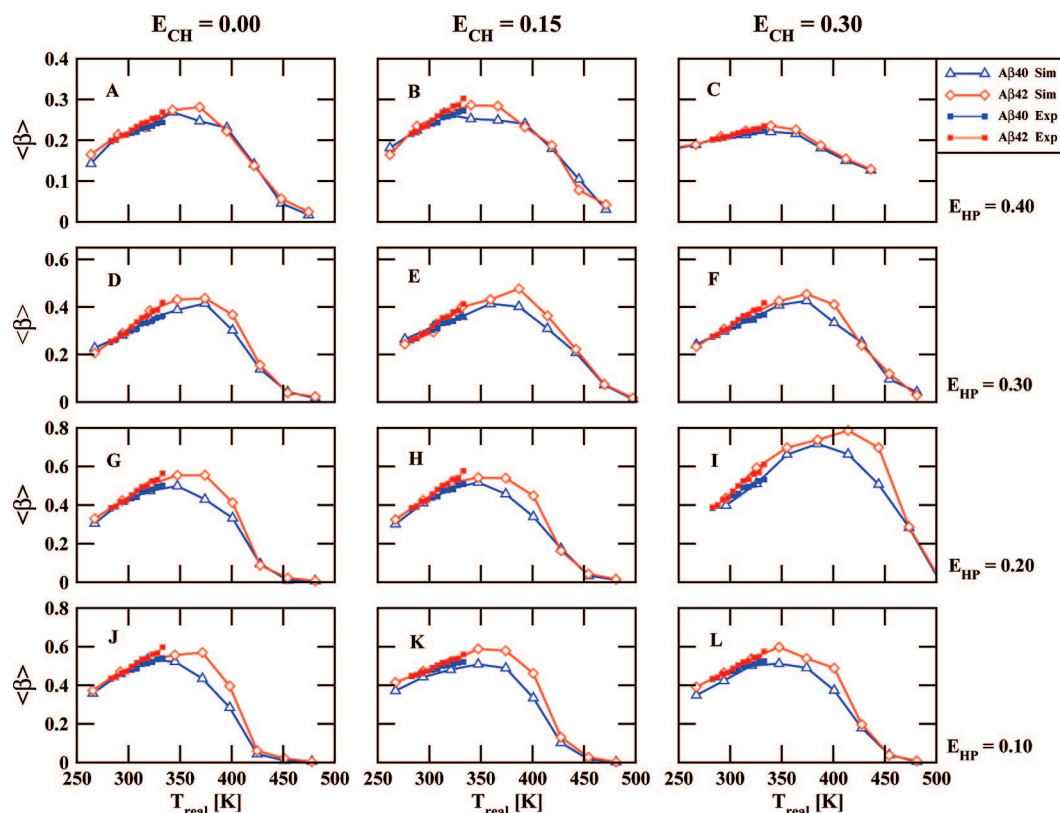 E_CH = 0.00 E_CH = 0.15 E_CH = 0.30
0.4 A B C
Aβ40 Sim
Aβ42 Sim
Aβ40 Exp
Aβ42 Exp
0.3
<β>
0.2
0.1
0
E_HP = 0.40
0.6 D E F
<β>
0.4
0.2
0
E_HP = 0.30
0.8 G H I
0.6
<β>
0.4
0.2
0
E_HP = 0.20
0.8 J K L
0.6
<β>
0.4
0.2
0
E_HP = 0.10
250 300 350 400 450 500 250 300 350 400 450 500 250 300 350 400 450 500
T_real [K] T_real [K] T_real [K]